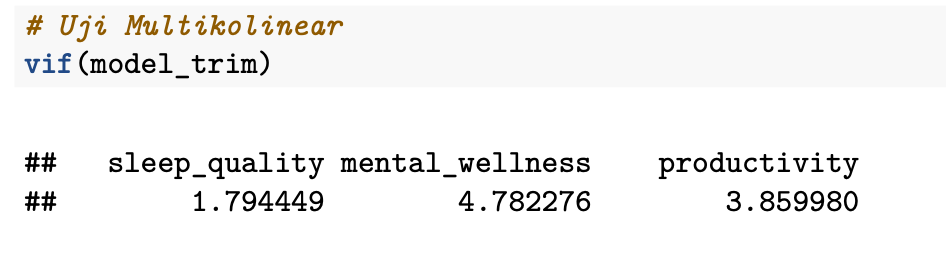 # Uji Multikolinear
vif(model_trim)
## sleep_quality mental_wellness productivity
## 1.794449 4.782276 3.859980